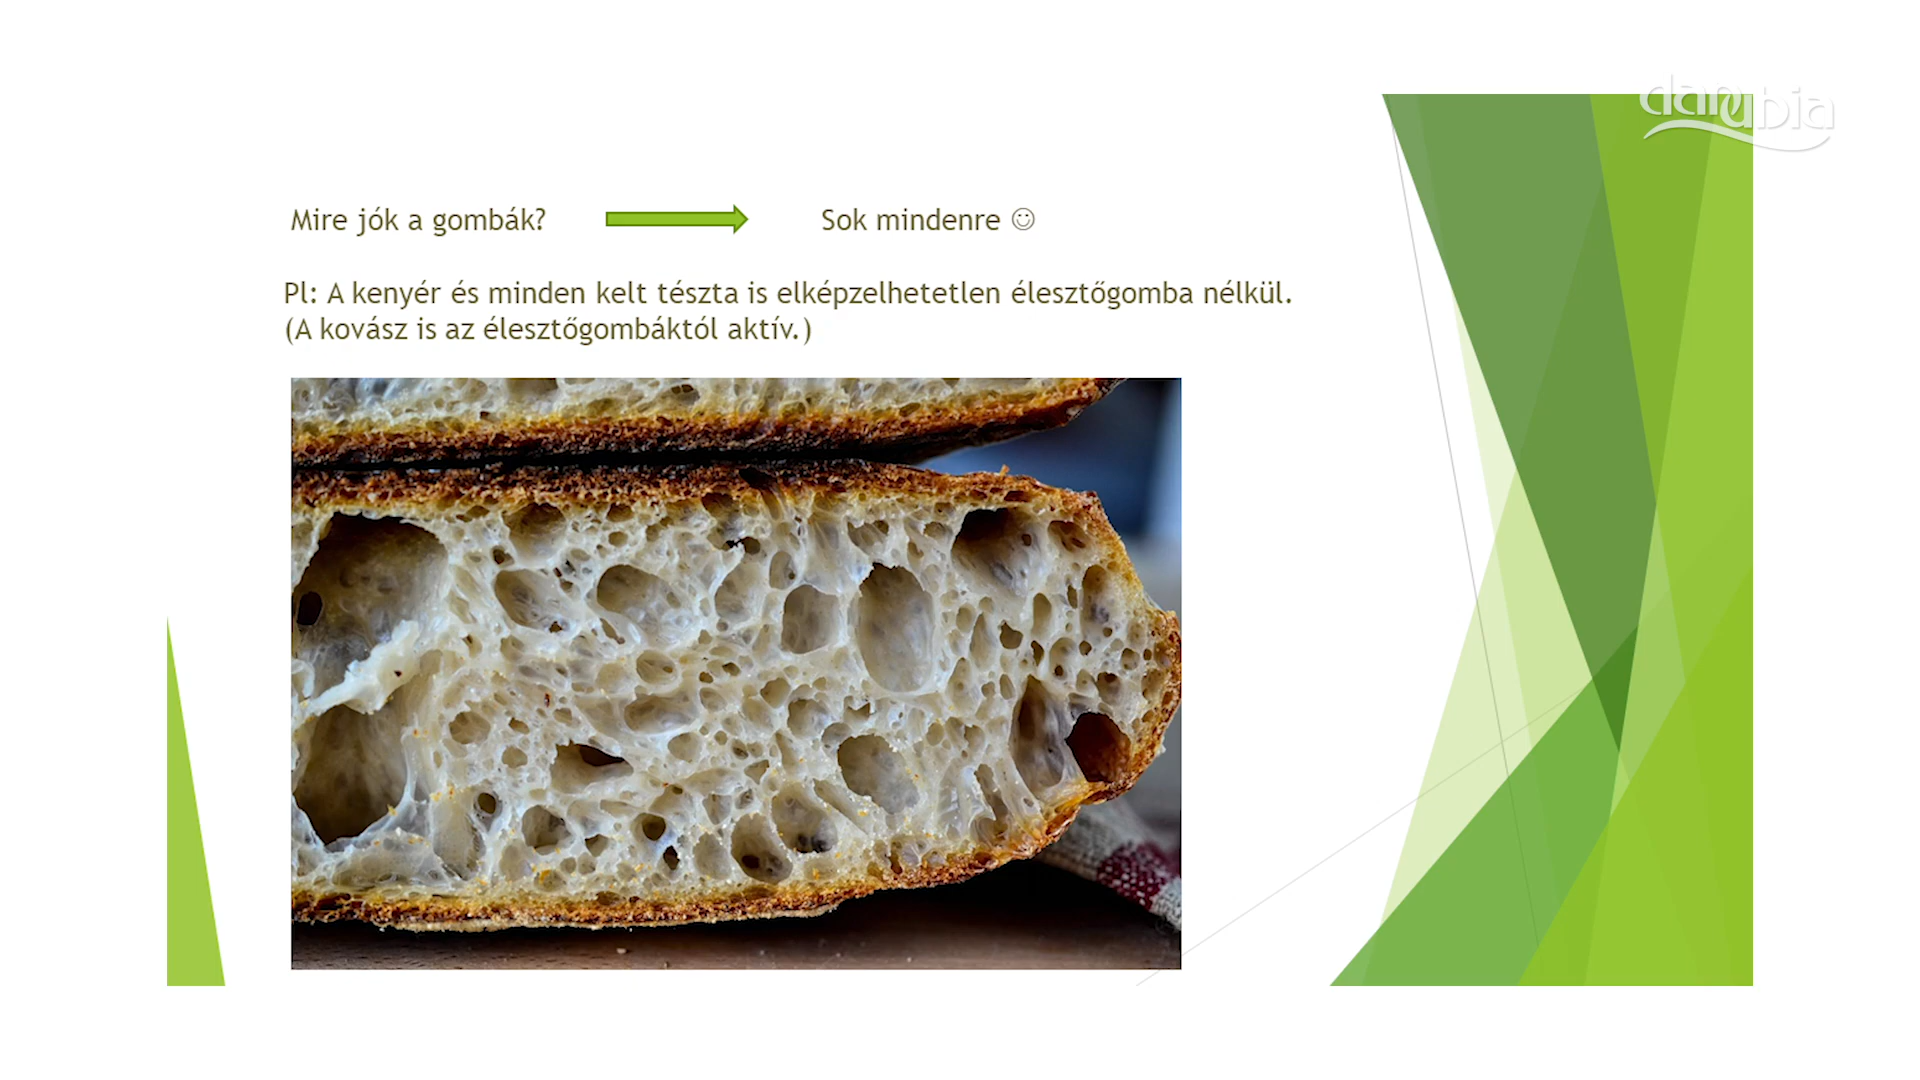 danubia
Mire jók a gombák? Sok mindenre ☺
Pl: A kenyér és minden kelt tészta is elképzelhetetlen élesztőgomba nélkül.
(A kovász is az élesztőgombáktól aktív.)